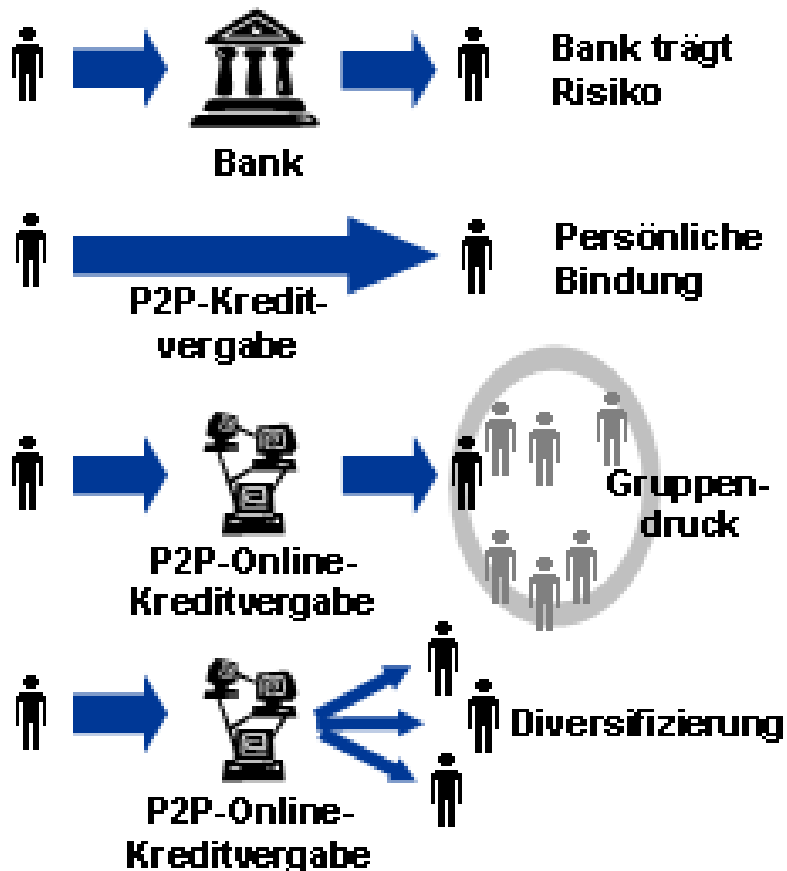 Bank trägt
Risiko
Bank
Persönliche
Bindung
P2P-Kredit-
vergabe
Gruppen-
druck
P2P-Online-
Kreditvergabe
Diversifizierung
P2P-Online-
Kreditvergabe